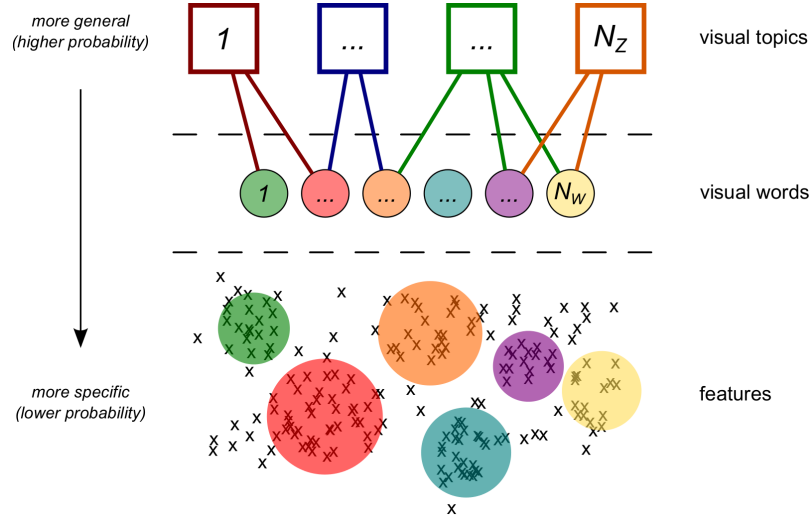 more general
(higher probability)
1
...
...
N_Z
visual topics
1
...
...
...
...
N_W
visual words
more specific
(lower probability)
features